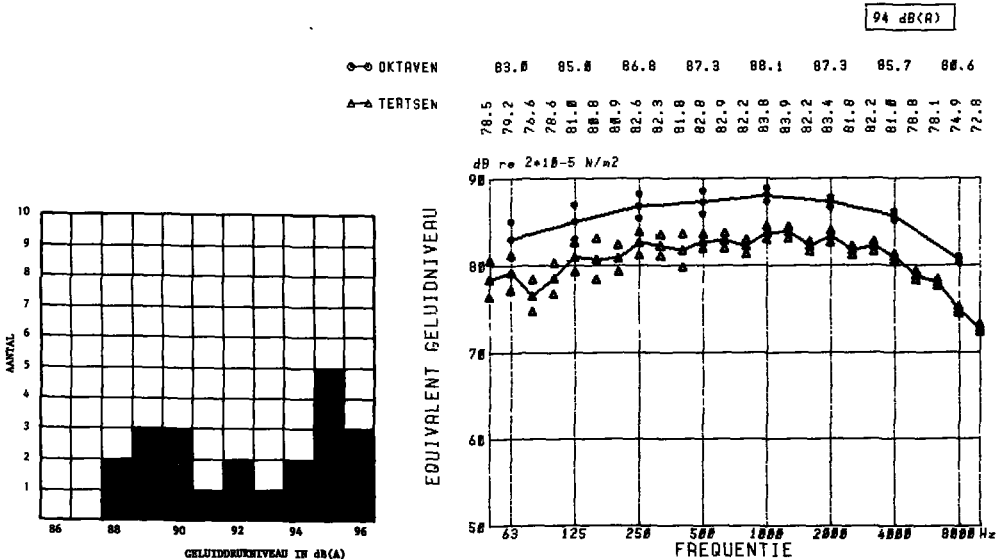 94 dB(A)
OKTAVEN 83.0 85.0 86.8 87.3 88.1 87.3 85.7 80.6
TERTSEN 78.5 79.2 76.6 78.6 81.0 80.8 80.9 82.6 82.3 81.8 82.8 82.9 82.2 83.8 83.9 82.2 83.4 81.8 82.2 81.0 78.8 78.1 74.9 72.8
dB re 2*10-5 N/m2
90
80
70
60
50
EQUIVALENT GELUIDNIVEAU
63 125 250 500 1000 2000 4000 8000 Hz
FREQUENTIE
10
9
8
7
6
5
4
3
2
1
AANTAL
86 88 90 92 94 96
GELUIDDRUKNIVEAU IN dB(A)